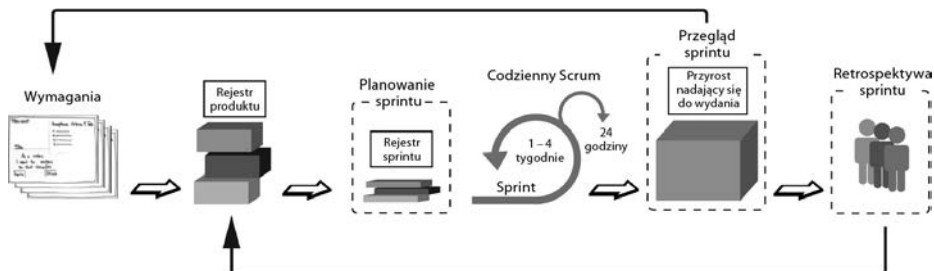 Wymagania
Rejestr
produktu
Planowanie
sprintu
Rejestr
sprintu
Codzienny Scrum
1 – 4
tygodnie
24
godziny
Sprint
Przegląd
sprintu
Przyrost
nadający się
do wydania
Retrospektywa
sprintu